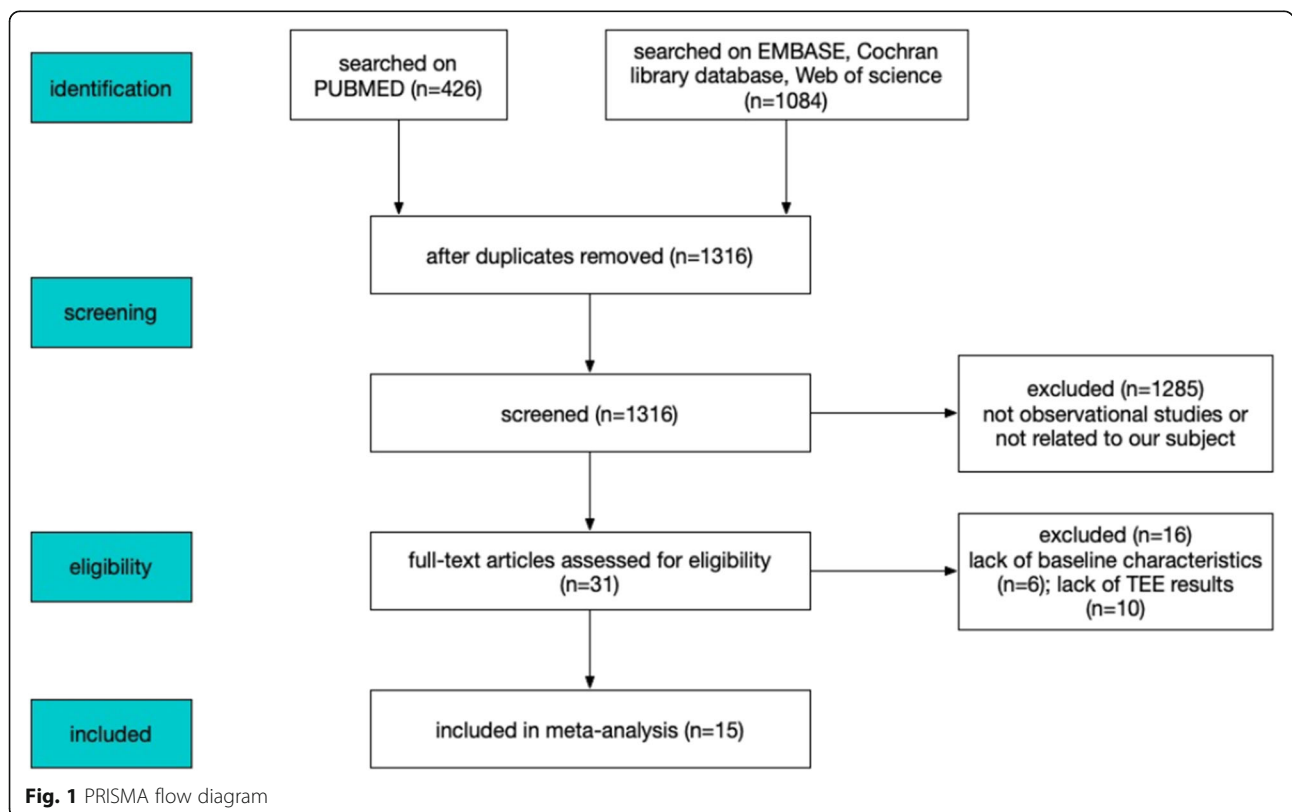 identification
searched on
PUBMED (n=426)
searched on EMBASE, Cochran
library database, Web of science
(n=1084)
after duplicates removed (n=1316)
screening
screened (n=1316)
excluded (n=1285)
not observational studies or
not related to our subject
eligibility
full-text articles assessed for eligibility
(n=31)
excluded (n=16)
lack of baseline characteristics
(n=6); lack of TEE results
(n=10)
included
included in meta-analysis (n=15)
Fig. 1 PRISMA flow diagram